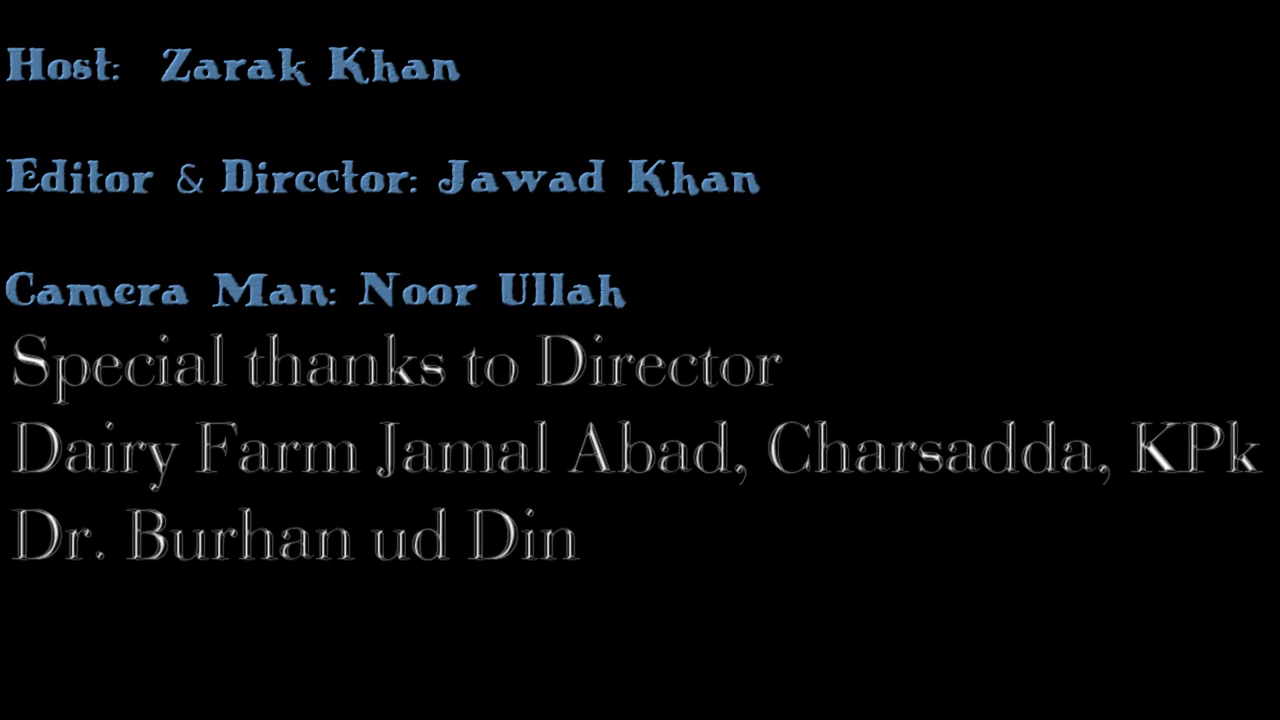 Host: Zarak Khan
Editor & Director: Jawad Khan
Camera Man: Noor Ullah
Special thanks to Director
Dairy Farm Jamal Abad, Charsadda, KPk
Dr. Burhan ud Din